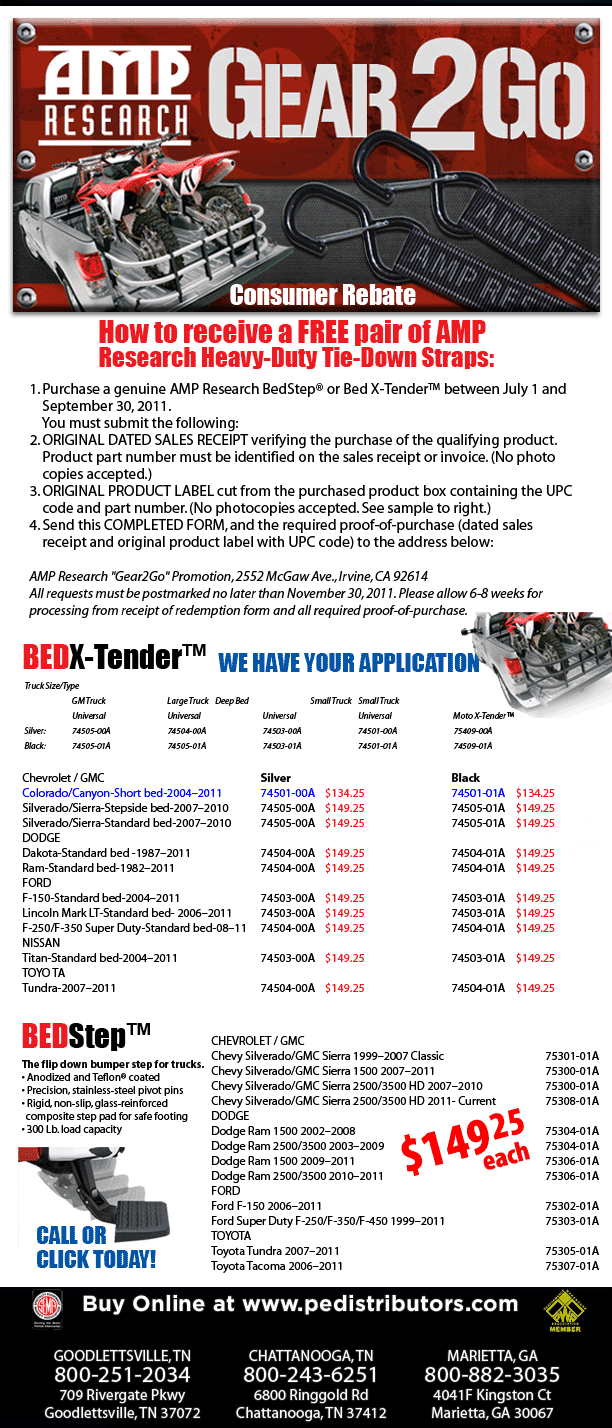 AMP
RESEARCH
GEAR2GO
AMP RESE
AMP RES
Consumer Rebate
How to receive a FREE pair of AMP
Research Heavy-Duty Tie-Down Straps:
1. Purchase a genuine AMP Research BedStep® or Bed X-Tender™ between July 1 and
September 30, 2011.
You must submit the following:
2. ORIGINAL DATED SALES RECEIPT verifying the purchase of the qualifying product.
Product part number must be identified on the sales receipt or invoice. (No photo
copies accepted.)
3. ORIGINAL PRODUCT LABEL cut from the purchased product box containing the UPC
code and part number. (No photocopies accepted. See sample to right.)
4. Send this COMPLETED FORM, and the required proof-of-purchase (dated sales
receipt and original product label with UPC code) to the address below:
AMP Research "Gear2Go" Promotion, 2552 McGaw Ave., Irvine, CA 92614
All requests must be postmarked no later than November 30, 2011. Please allow 6-8 weeks for
processing from receipt of redemption form and all required proof-of-purchase.
BEDX-Tender™ WE HAVE YOUR APPLICATION
Truck Size/Type
GM Truck Large Truck Deep Bed Small Truck Small Truck
Universal Universal Universal Universal Moto X-Tender™
Silver: 74505-00A 74504-00A 74503-00A 74501-00A 75409-00A
Black: 74505-01A 74505-01A 74503-01A 74501-01A 74509-01A
Chevrolet / GMC Silver Black
Colorado/Canyon-Short bed-2004–2011 74501-00A $134.25 74501-01A $134.25
Silverado/Sierra-Stepside bed-2007–2010 74505-00A $149.25 74505-01A $149.25
Silverado/Sierra-Standard bed-2007–2010 74505-00A $149.25 74505-01A $149.25
DODGE
Dakota-Standard bed -1987–2011 74504-00A $149.25 74504-01A $149.25
Ram-Standard bed-1982–2011 74504-00A $149.25 74504-01A $149.25
FORD
F-150-Standard bed-2004–2011 74503-00A $149.25 74503-01A $149.25
Lincoln Mark LT-Standard bed- 2006–2011 74503-00A $149.25 74503-01A $149.25
F-250/F-350 Super Duty-Standard bed-08–11 74504-00A $149.25 74504-01A $149.25
NISSAN
Titan-Standard bed-2004–2011 74503-00A $149.25 74503-01A $149.25
TOYO TA
Tundra-2007–2011 74504-00A $149.25 74504-01A $149.25
BEDStep™
The flip down bumper step for trucks.
• Anodized and Teflon® coated
• Precision, stainless-steel pivot pins
• Rigid, non-slip, glass-reinforced
composite step pad for safe footing
• 300 Lb. load capacity
CALL OR
CLICK TODAY!
CHEVROLET / GMC
Chevy Silverado/GMC Sierra 1999–2007 Classic 75301-01A
Chevy Silverado/GMC Sierra 1500 2007–2011 75300-01A
Chevy Silverado/GMC Sierra 2500/3500 HD 2007–2010 75300-01A
Chevy Silverado/GMC Sierra 2500/3500 HD 2011- Current 75308-01A
DODGE
Dodge Ram 1500 2002–2008 75304-01A
Dodge Ram 2500/3500 2003–2009 75304-01A
Dodge Ram 1500 2009–2011 75306-01A
Dodge Ram 2500/3500 2010–2011 75306-01A
$149.25
each
FORD
Ford F-150 2006–2011 75302-01A
Ford Super Duty F-250/F-350/F-450 1999–2011 75303-01A
TOYOTA
Toyota Tundra 2007–2011 75305-01A
Toyota Tacoma 2006–2011 75307-01A
SEMA
Buy Online at www.pedistributors.com
MEMBER
GOODLETTSVILLE, TN
800-251-2034
709 Rivergate Pkwy
Goodlettsville, TN 37072
CHATTANOOGA, TN
800-243-6251
6800 Ringgold Rd
Chattanooga, TN 37412
MARIETTA, GA
800-882-3035
4041F Kingston Ct
Marietta, GA 30067